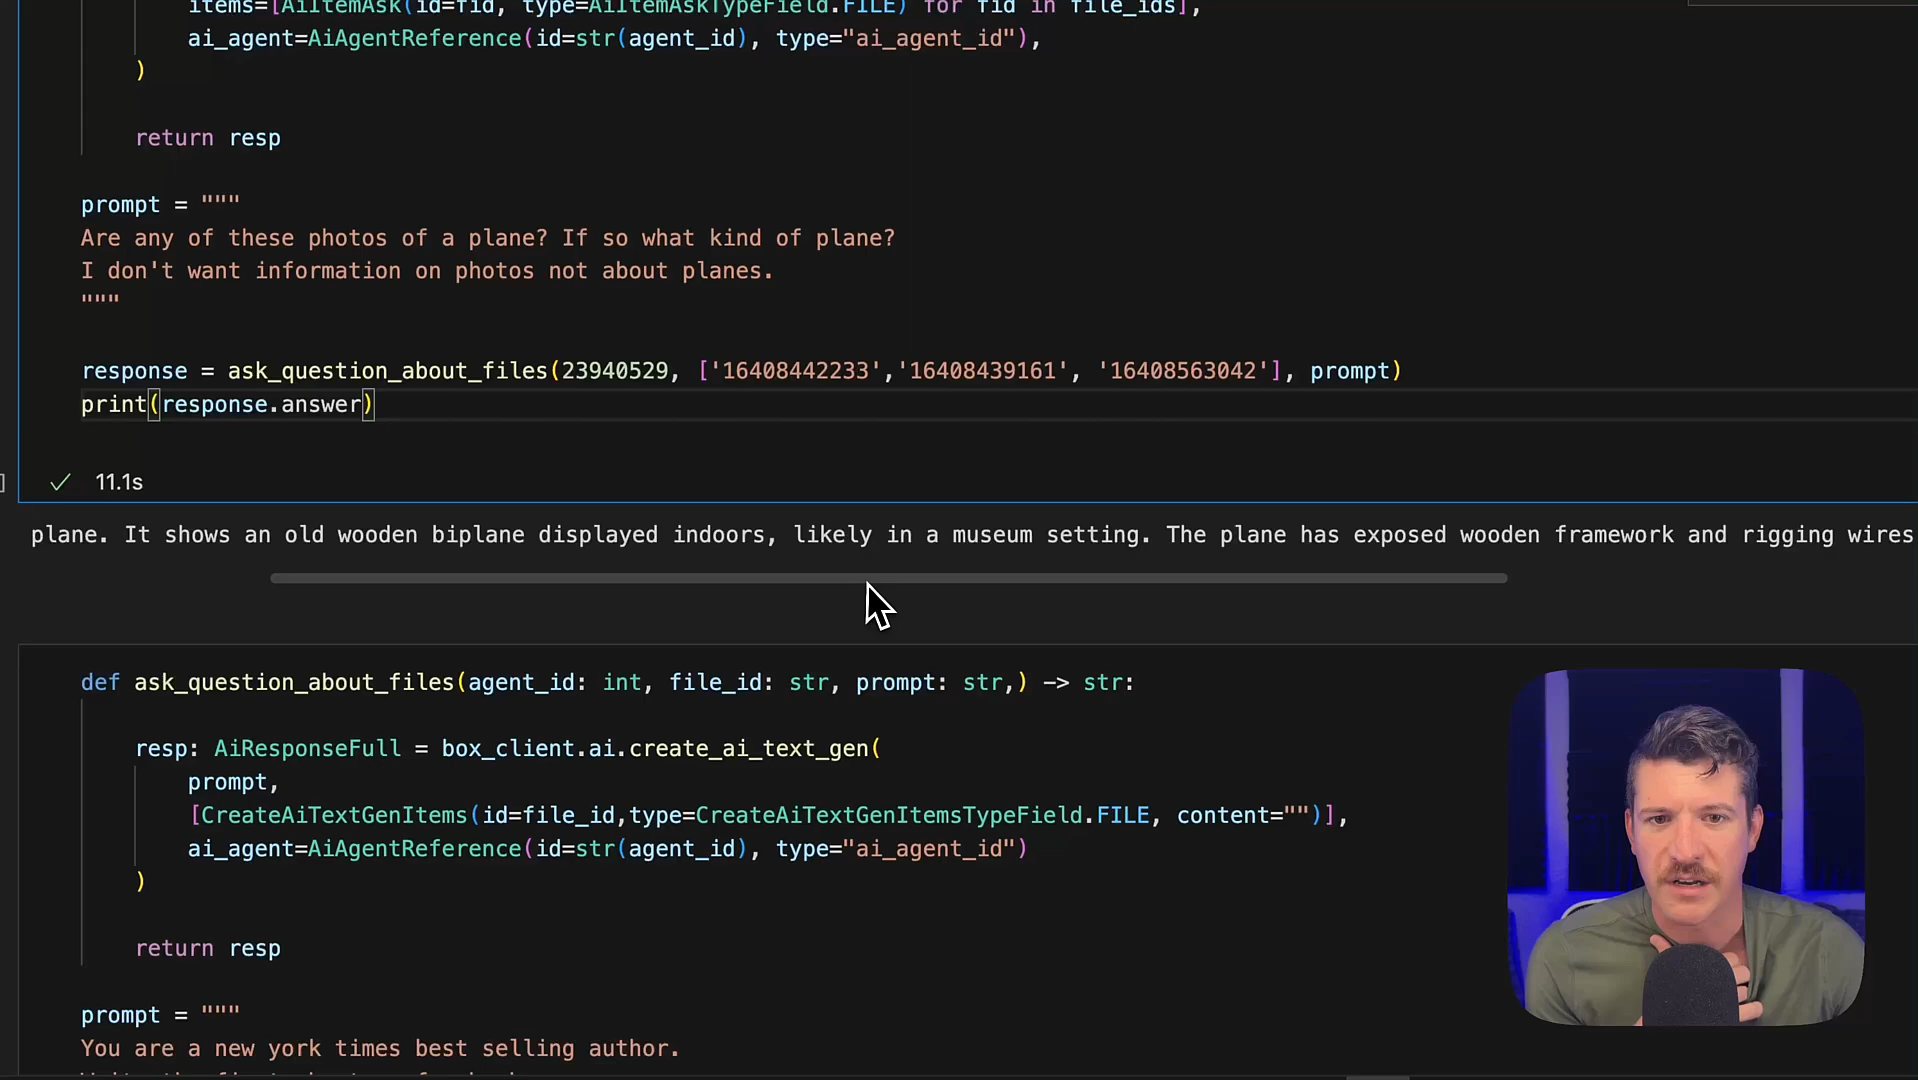 items=[AiItemAsk(id=fid, type=AiItemAskTypeField.FILE) for fid in file_ids],
ai_agent=AiAgentReference(id=str(agent_id), type="ai_agent_id"),
)
return resp
prompt = """
Are any of these photos of a plane? If so what kind of plane?
I don't want information on photos not about planes.
"""
response = ask_question_about_files(23940529, ['16408442233','16408439161', '16408563042'], prompt)
print(response.answer)
] ✓ 11.1s
plane. It shows an old wooden biplane displayed indoors, likely in a museum setting. The plane has exposed wooden framework and rigging wires
def ask_question_about_files(agent_id: int, file_id: str, prompt: str,) -> str:
resp: AiResponseFull = box_client.ai.create_ai_text_gen(
prompt,
[CreateAiTextGenItems(id=file_id,type=CreateAiTextGenItemsTypeField.FILE, content="")],
ai_agent=AiAgentReference(id=str(agent_id), type="ai_agent_id")
)
return resp
prompt = """
You are a new york times best selling author.